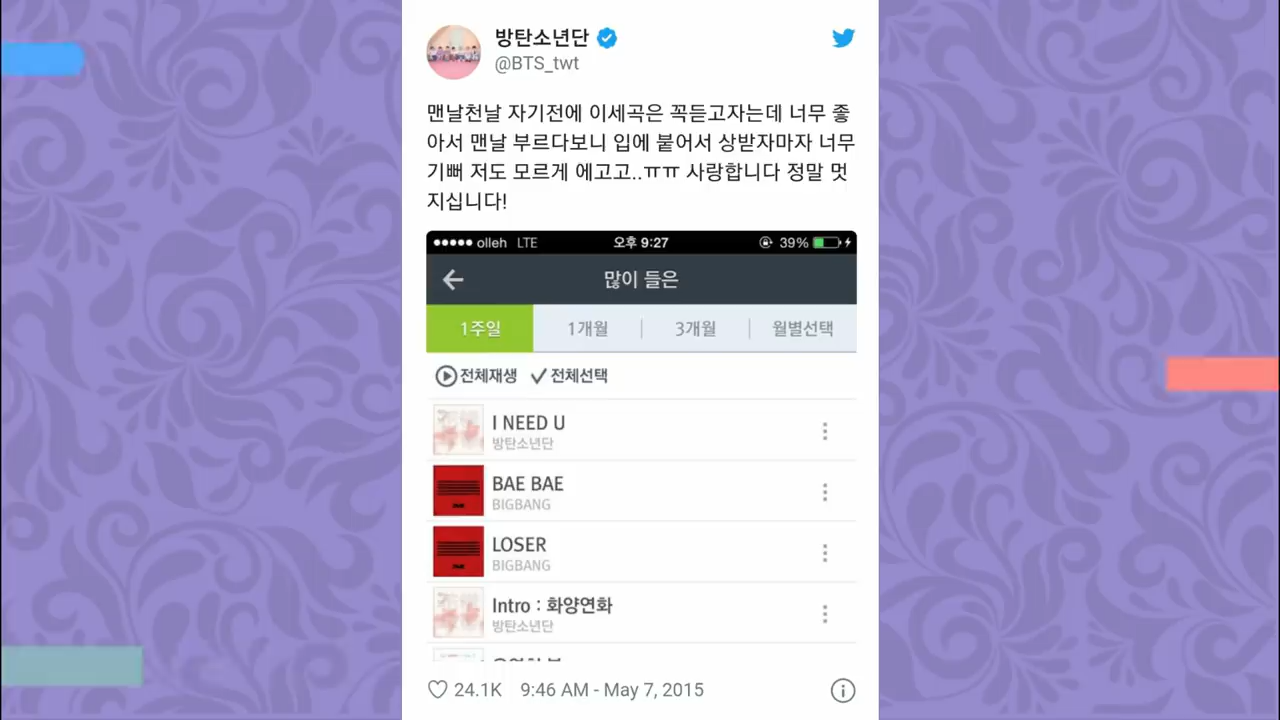 방탄소년단
@BTS_twt
맨날천날 자기전에 이세곡은 꼭듣고자는데 너무 좋
아서 맨날 부르다보니 입에 붙어서 상받자마자 너무
기뻐 저도 모르게 에고고..ㅠㅠ 사랑합니다 정말 멋
지십니다!
olleh LTE 오후 9:27 39%
많이 들은
1주일 1개월 3개월 월별선택
전체재생 전체선택
I NEED U
방탄소년단
BAE BAE
BIGBANG
LOSER
BIGBANG
Intro : 화양연화
방탄소년단
24.1K 9:46 AM - May 7, 2015